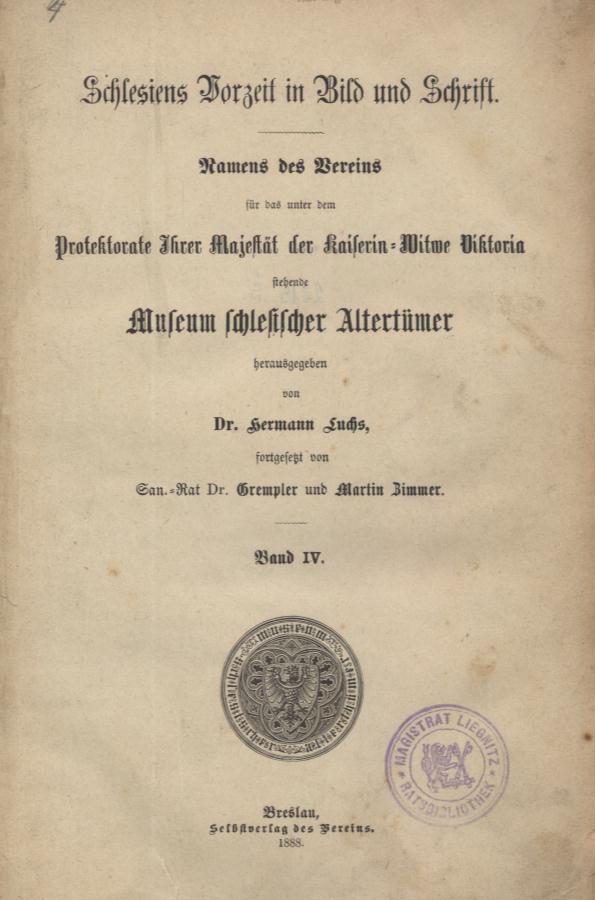 4
Schlesiens Vorzeit in Bild und Schrift.
Namens des Vereins
für das unter dem
Protektorate Ihrer Majestät der Kaiserin-Witwe Viktoria
stehende
Museum schlesischer Altertümer
herausgegeben
von
Dr. Hermann Luchs,
fortgesetzt von
San.-Rat Dr. Grempler und Martin Zimmer.
Band IV.
museum
schlesischer
MAGISTRAT LIEGNITZ
* RATSBIBLIOTHEK *
Breslau,
Selbstverlag des Vereins.
1888.